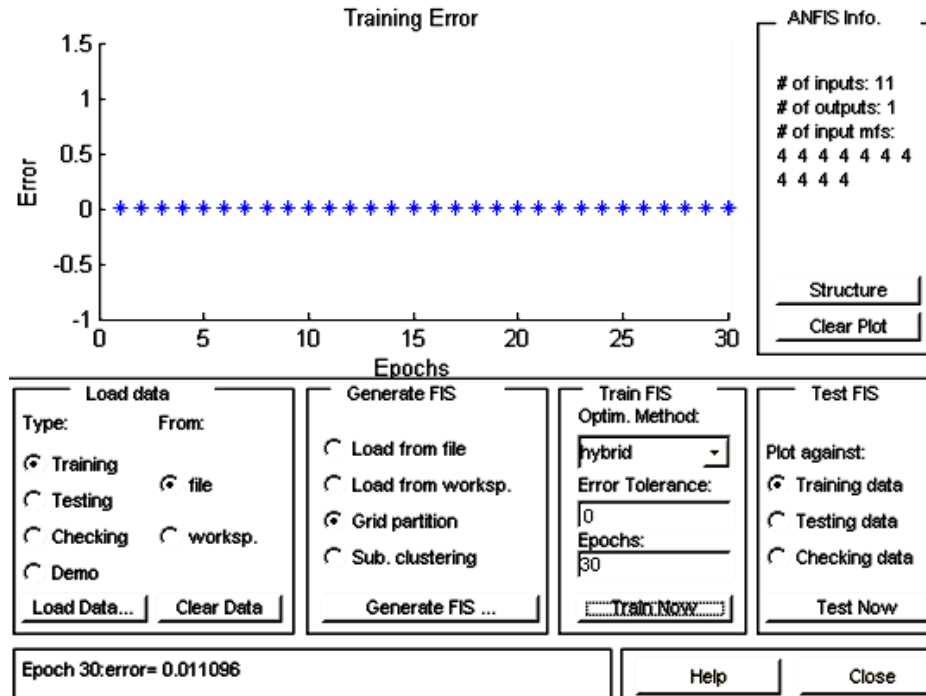 Training Error
1.5
1
0.5
0
-0.5
-1
Error
0 5 10 15 20 25 30
Epochs
ANFIS Info.
# of inputs: 11
# of outputs: 1
# of input mfs:
4 4 4 4 4 4 4
4 4 4 4
Structure
Clear Plot
Load data
Type: From:
Training
Testing
Checking
Demo
file
worksp.
Load Data...
Clear Data
Generate FIS
Load from file
Load from worksp.
Grid partition
Sub. clustering
Generate FIS ...
Train FIS
Optim. Method:
hybrid
Error Tolerance:
0
Epochs:
30
Train Now
Test FIS
Plot against:
Training data
Testing data
Checking data
Test Now
Epoch 30:error= 0.011096
Help
Close